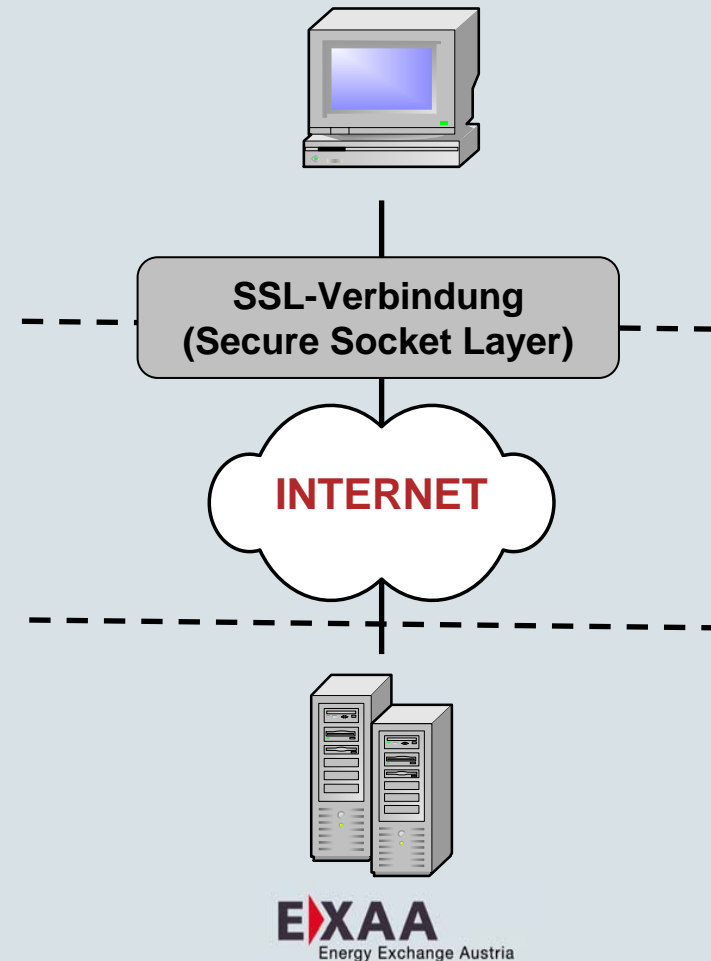 SSL-Verbindung
(Secure Socket Layer)
INTERNET
EXAA
Energy Exchange Austria